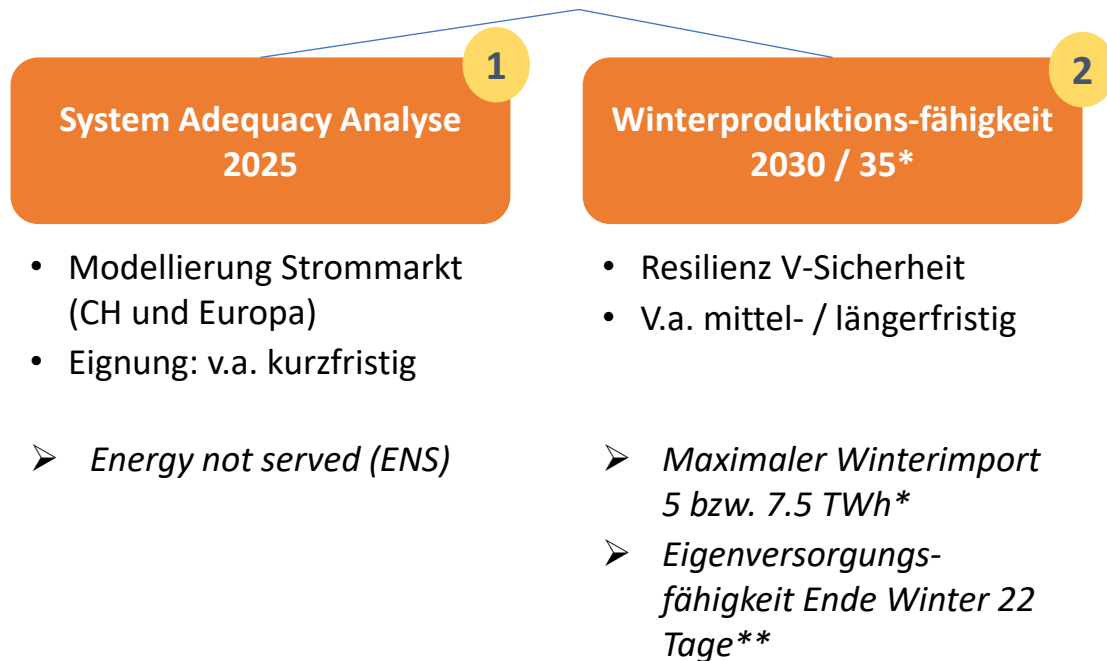 1
System Adequacy Analyse
2025
• Modellierung Strommarkt
(CH und Europa)
• Eignung: v.a. kurzfristig
➢ Energy not served (ENS)
2
Winterproduktions-fähigkeit
2030 / 35*
• Resilienz V-Sicherheit
• V.a. mittel- / längerfristig
➢ Maximaler Winterimport
5 bzw. 7.5 TWh*
➢ Eigenversorgungs-
fähigkeit Ende Winter 22
Tage**